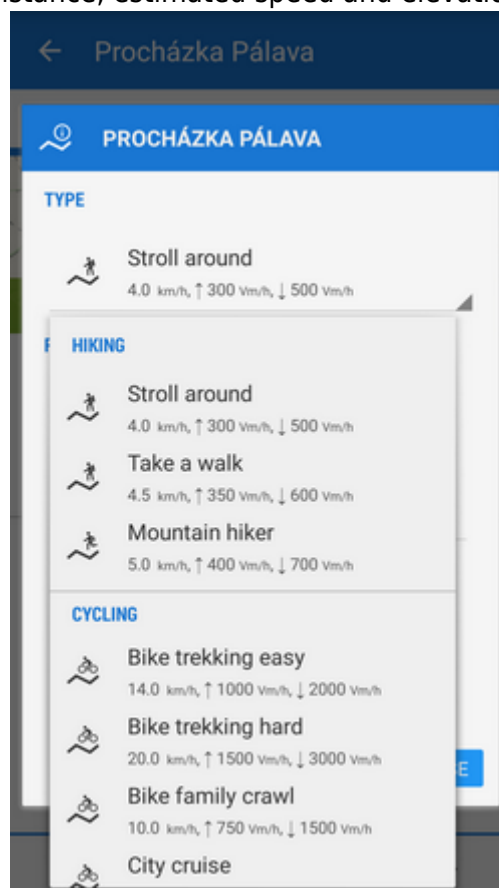 estimated speed and
Procházka Pálava
PROCHÁZKA PÁLAVA
TYPE
Stroll around
4.0 km/h, ↑ 300 Vm/h, ↓ 500 Vm/h
HIKING
Stroll around
4.0 km/h, ↑ 300 Vm/h, ↓ 500 Vm/h
Take a walk
4.5 km/h, ↑ 350 Vm/h, ↓ 600 Vm/h
Mountain hiker
5.0 km/h, ↑ 400 Vm/h, ↓ 700 Vm/h
CYCLING
Bike trekking easy
14.0 km/h, ↑ 1000 Vm/h, ↓ 2000 Vm/h
Bike trekking hard
20.0 km/h, ↑ 1500 Vm/h, ↓ 3000 Vm/h
Bike family crawl
10.0 km/h, ↑ 750 Vm/h, ↓ 1500 Vm/h
City cruise